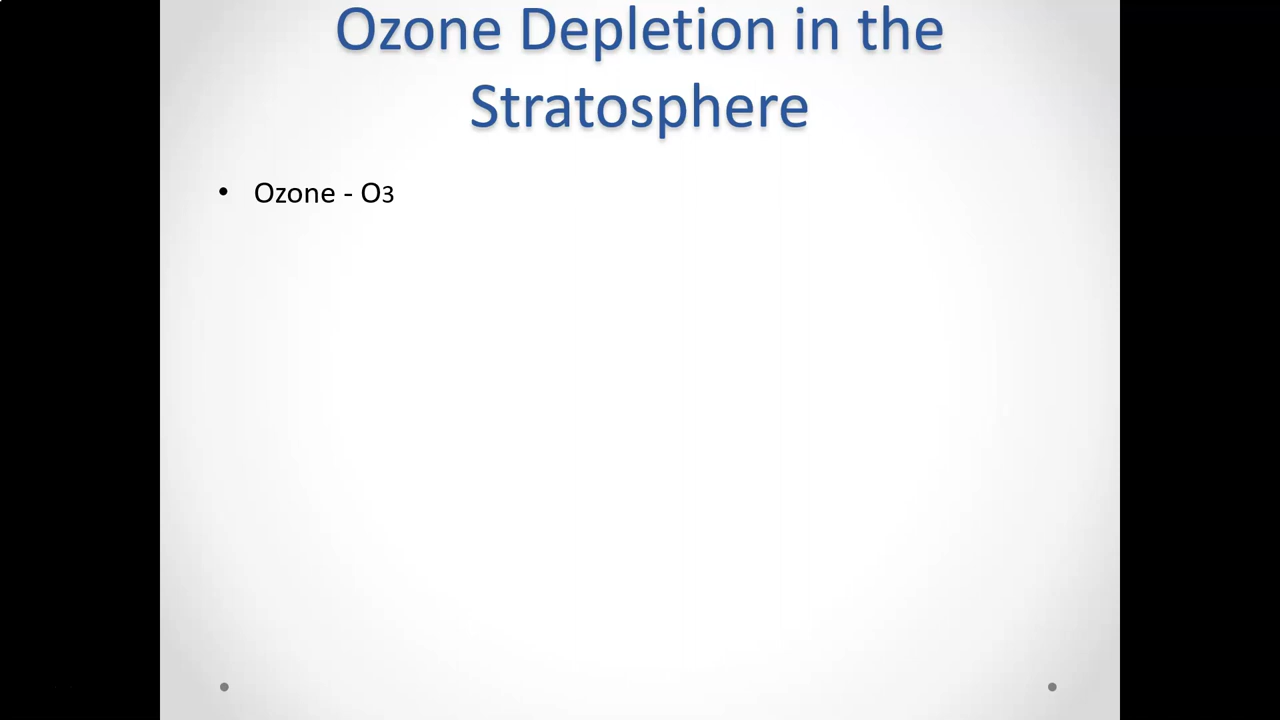 Ozone Depletion in the
Stratosphere
• Ozone - O3